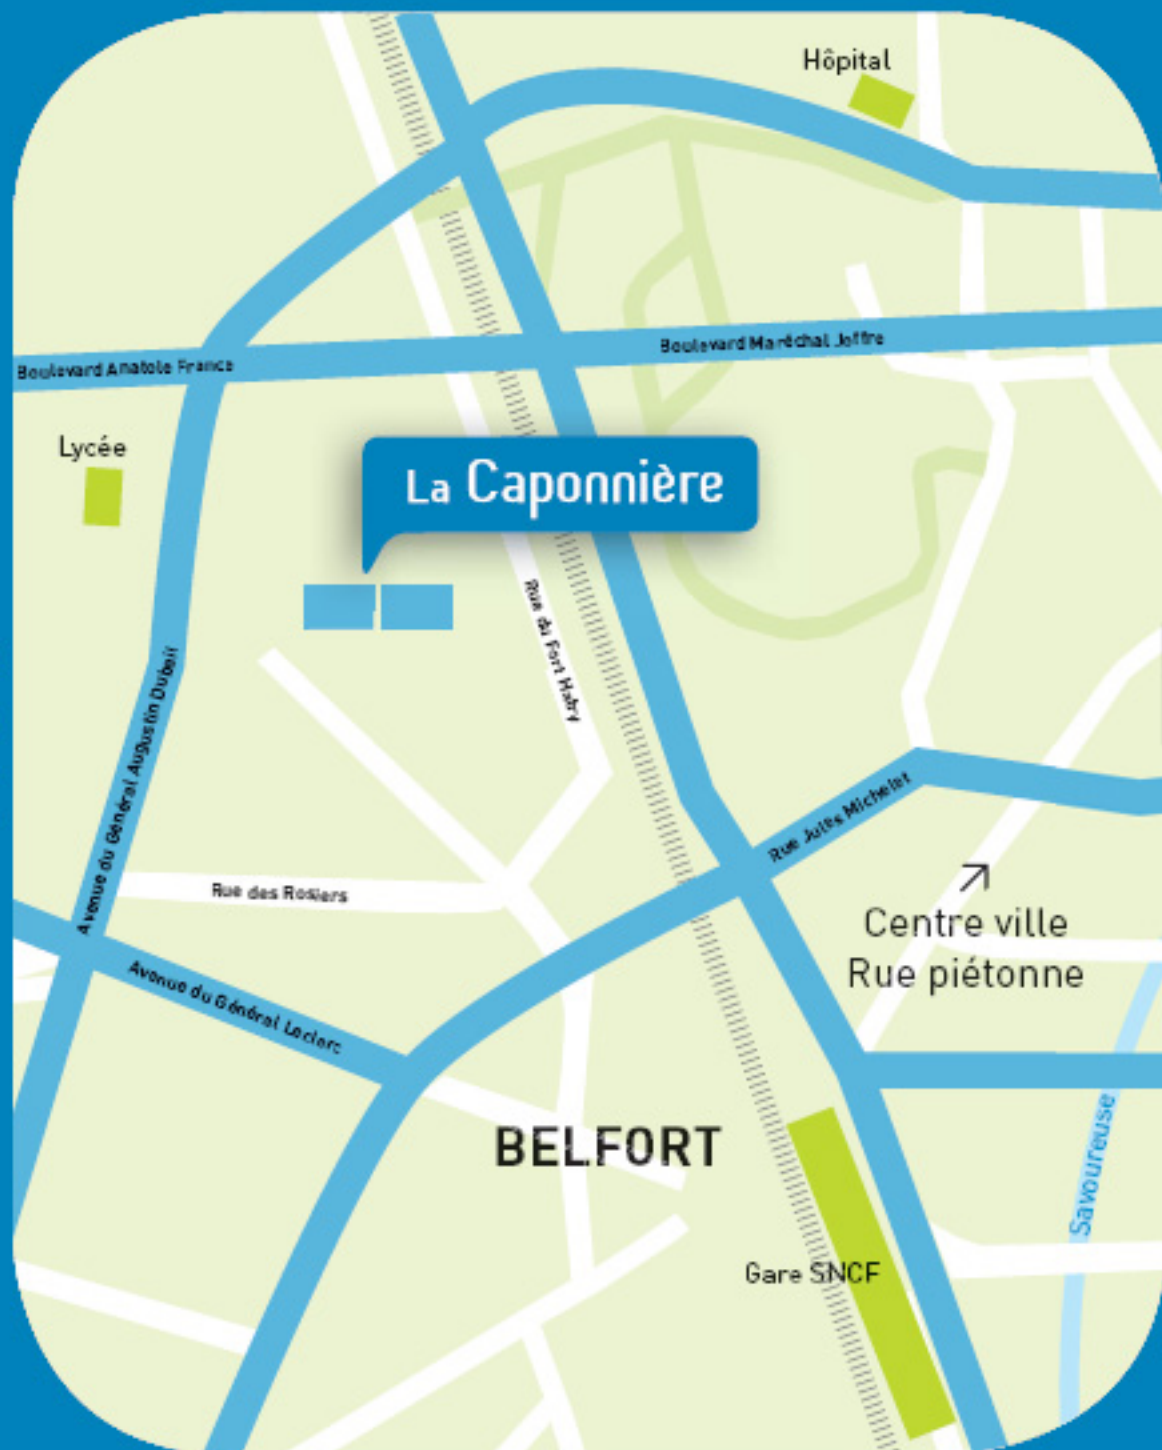 Hôpital
Boulevard Maréchal Joffre
Boulevard Anatole France
Lycée
La Caponnière
Rue du Fort Hatry
Avenue du Général Augustin Dubail
Rue Jules Michelet
Rue des Rosiers
Centre ville
Rue piétonne
Avenue du Général Leclerc
BELFORT
Savoureuse
Gare SNCF